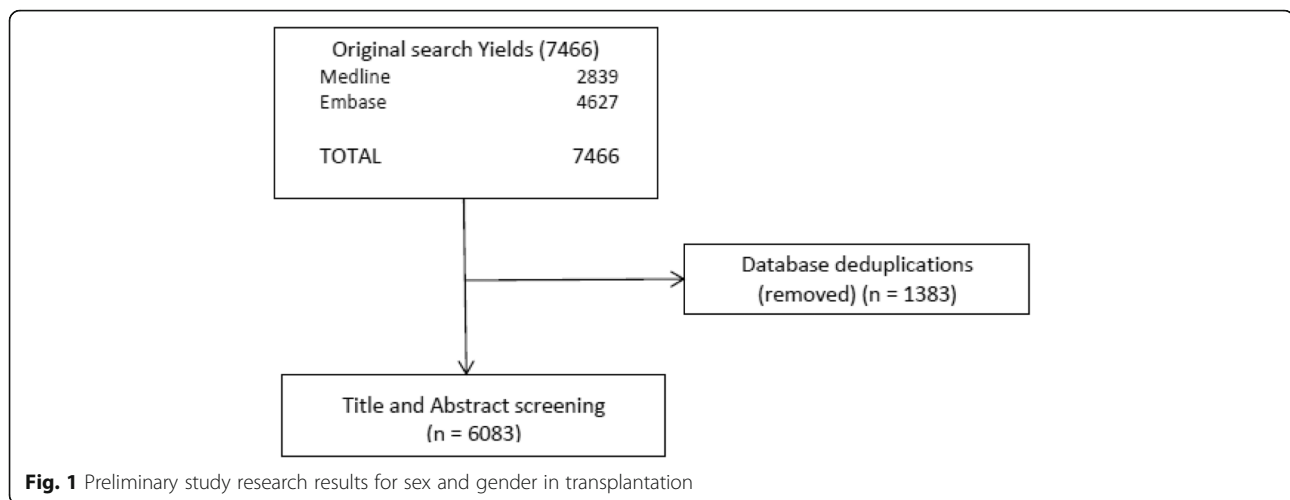 Original search Yields (7466)
Medline 2839
Embase 4627
TOTAL 7466
Database deduplications
(removed) (n = 1383)
Title and Abstract screening
(n = 6083)
Fig. 1 Preliminary study research results for sex and gender in transplantation